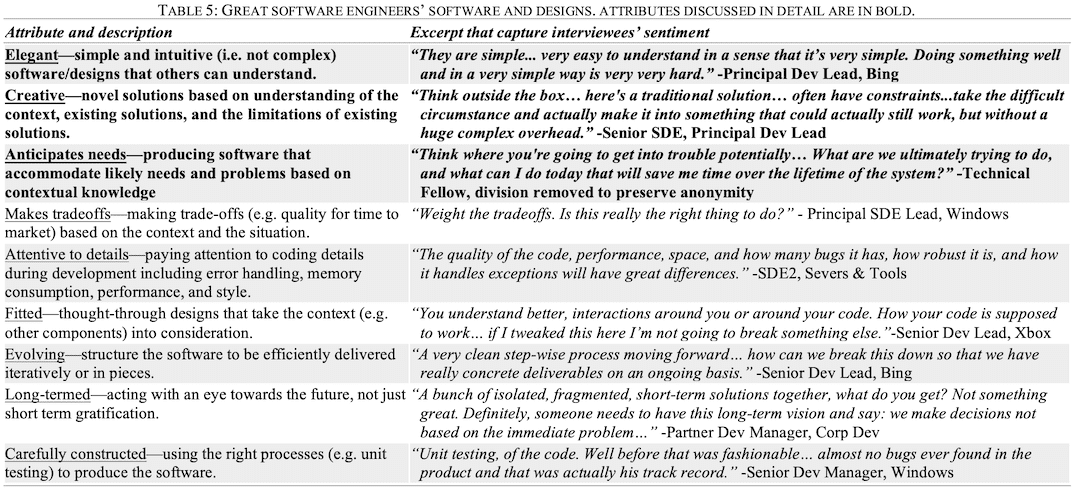 TABLE 5: GREAT SOFTWARE ENGINEERS' SOFTWARE AND DESIGNS. ATTRIBUTES DISCUSSED IN DETAIL ARE IN BOLD.
Attribute and description
Excerpt that capture interviewees' sentiment
Elegant—simple and intuitive (i.e. not complex)
software/designs that others can understand.
“They are simple... very easy to understand in a sense that it's very simple. Doing something well
and in a very simple way is very very hard.” -Principal Dev Lead, Bing
Creative—novel solutions based on understanding of the
context, existing solutions, and the limitations of existing
solutions.
“Think outside the box… here's a traditional solution… often have constraints...take the difficult
circumstance and actually make it into something that could actually still work, but without a
huge complex overhead.” -Senior SDE, Principal Dev Lead
Anticipates needs—producing software that
accommodate likely needs and problems based on
contextual knowledge
“Think where you're going to get into trouble potentially… What are we ultimately trying to do,
and what can I do today that will save me time over the lifetime of the system?” -Technical
Fellow, division removed to preserve anonymity
Makes tradeoffs—making trade-offs (e.g. quality for time to
market) based on the context and the situation.
“Weight the tradeoffs. Is this really the right thing to do?” - Principal SDE Lead, Windows
Attentive to details—paying attention to coding details
during development including error handling, memory
consumption, performance, and style.
“The quality of the code, performance, space, and how many bugs it has, how robust it is, and how
it handles exceptions will have great differences.” -SDE2, Severs & Tools
Fitted—thought-through designs that take the context (e.g.
other components) into consideration.
“You understand better, interactions around you or around your code. How your code is supposed
to work… if I tweaked this here I'm not going to break something else.”-Senior Dev Lead, Xbox
Evolving—structure the software to be efficiently delivered
iteratively or in pieces.
“A very clean step-wise process moving forward… how can we break this down so that we have
really concrete deliverables on an ongoing basis.” -Senior Dev Lead, Bing
Long-termed—acting with an eye towards the future, not just
short term gratification.
“A bunch of isolated, fragmented, short-term solutions together, what do you get? Not something
great. Definitely, someone needs to have this long-term vision and say: we make decisions not
based on the immediate problem…” -Partner Dev Manager, Corp Dev
Carefully constructed—using the right processes (e.g. unit
testing) to produce the software.
“Unit testing, of the code. Well before that was fashionable… almost no bugs ever found in the
product and that was actually his track record.” -Senior Dev Manager, Windows